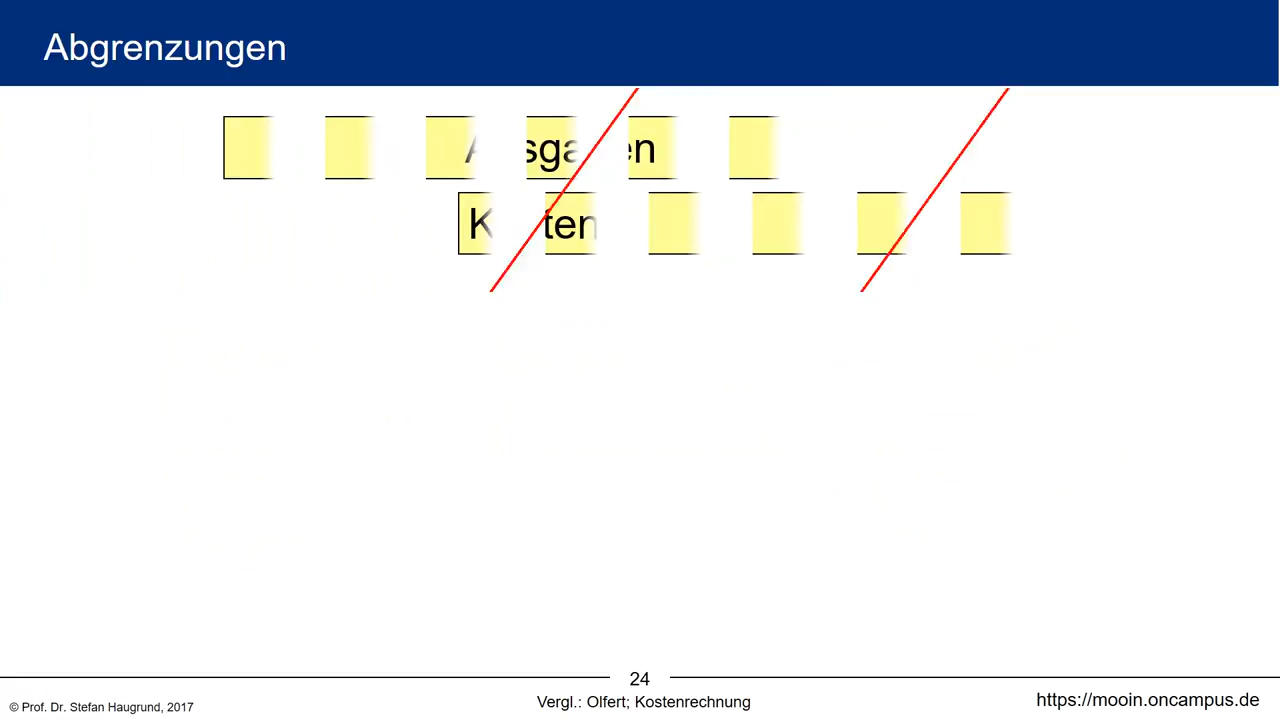 Abgrenzungen
24
© Prof. Dr. Stefan Haugrund, 2017
Vergl.: Olfert; Kostenrechnung
https://mooin.oncampus.de